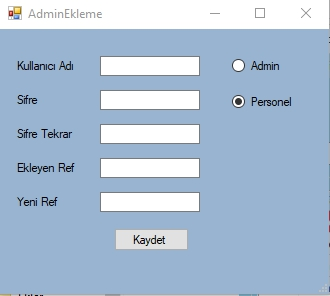 AdminEkleme
Kullanıcı Adı
Admin
Sifre
Personel
Sifre Tekrar
Ekleyen Ref
Yeni Ref
Kaydet